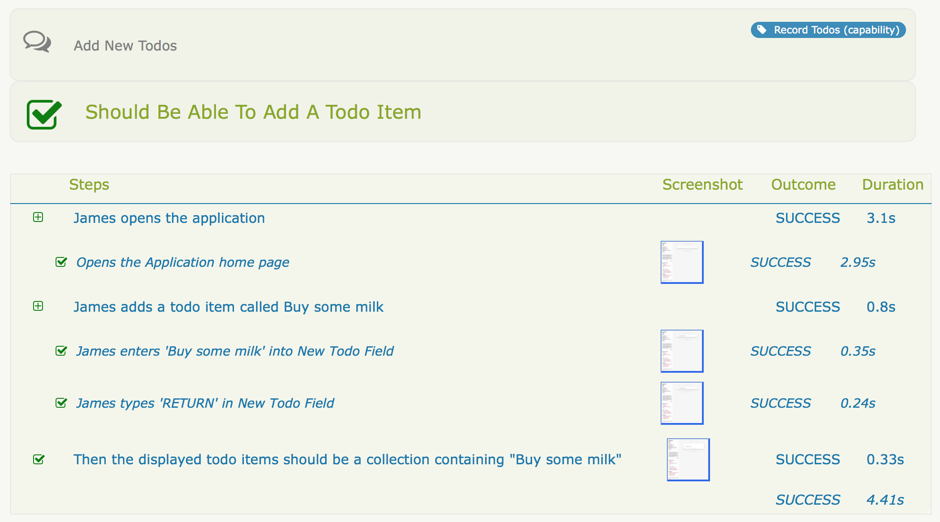 Add New Todos
Record Todos (capability)
Should Be Able To Add A Todo Item
Steps Screenshot Outcome Duration
James opens the application SUCCESS 3.1s
Opens the Application home page SUCCESS 2.95s
James adds a todo item called Buy some milk SUCCESS 0.8s
James enters 'Buy some milk' into New Todo Field SUCCESS 0.35s
James types 'RETURN' in New Todo Field SUCCESS 0.24s
Then the displayed todo items should be a collection containing "Buy some milk" SUCCESS 0.33s
SUCCESS 4.41s